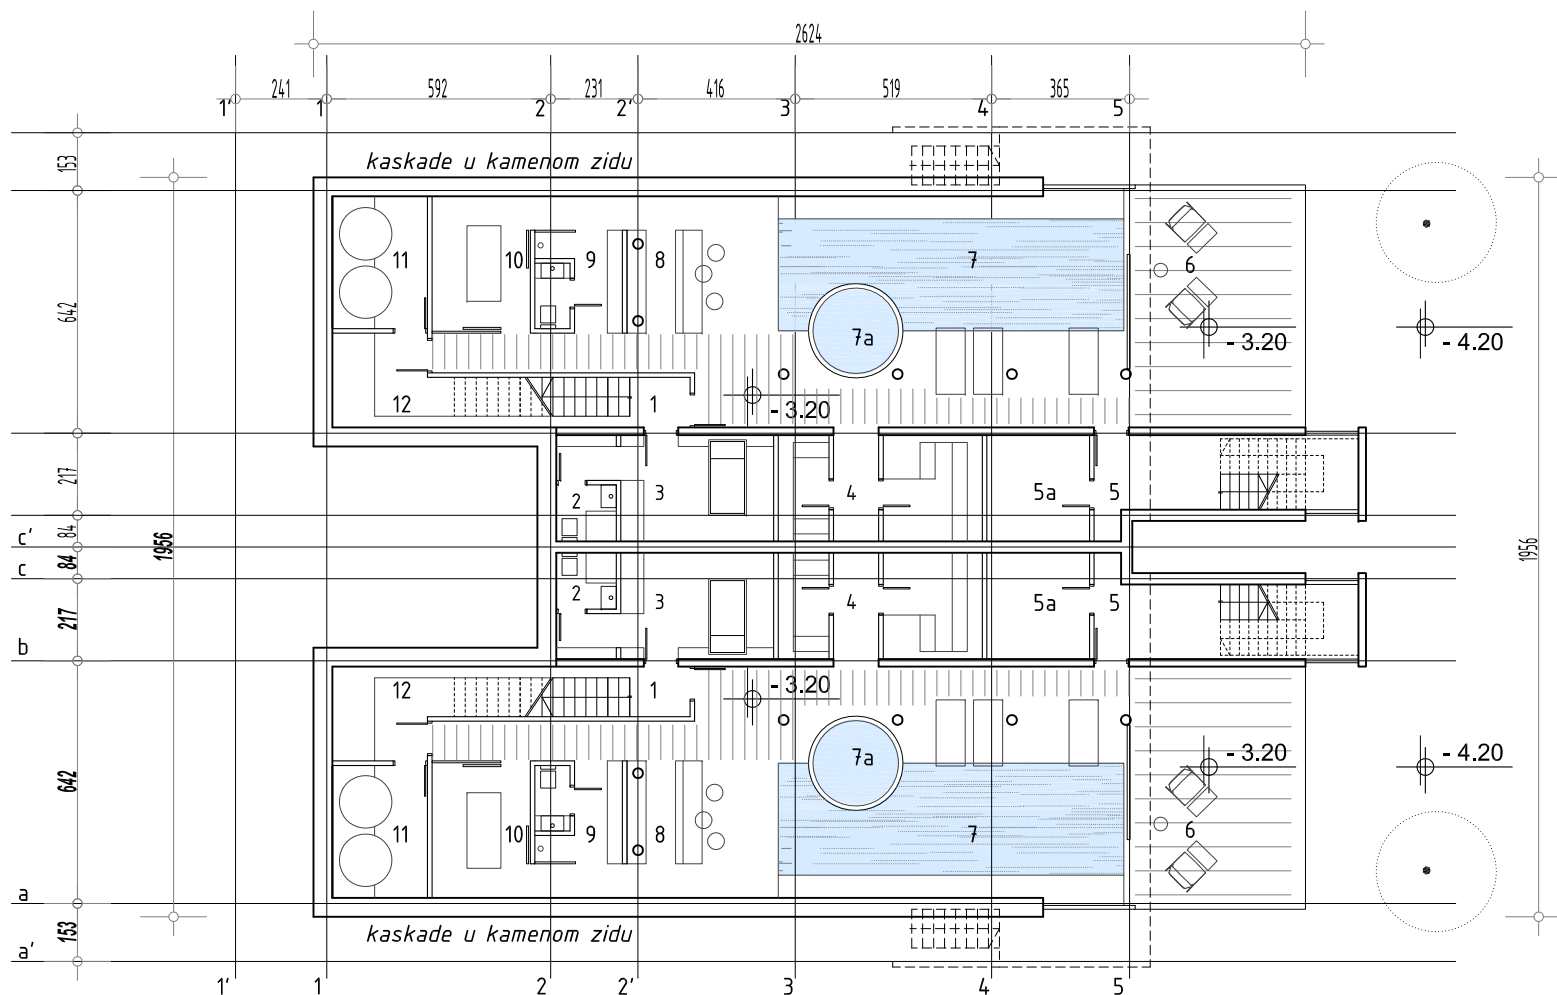 2624
241 592 231 416 519 365
1' 1 2 2' 3 4 5
153
kaskade u kamenom zidu
11 10 9 8 7 6
642
7a
- 3.20 - 4.20
12 1 - 3.20
217
2 3 4 5a 5
c' 84
1956
1956
c 84
2 3 4 5a 5
217
b
12 1 - 3.20
- 3.20 - 4.20
7a
642
11 10 9 8 7 6
a
153
kaskade u kamenom zidu
a'
1' 1 2 2' 3 4 5